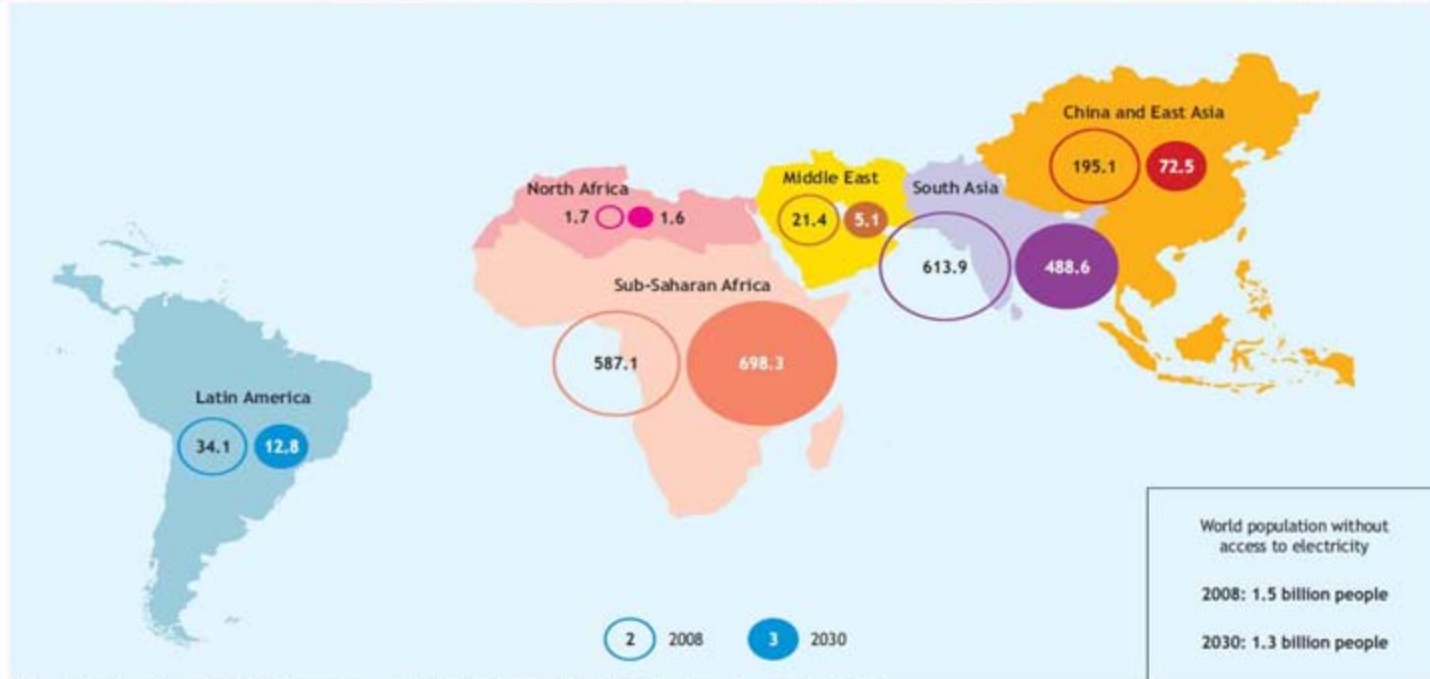 China and East Asia
195.1 72.5
North Africa
1.7 1.6
Middle East
21.4 5.1
South Asia
613.9 488.6
Sub-Saharan Africa
587.1 698.3
Latin America
34.1 12.8
World population without
access to electricity
2008: 1.5 billion people
2030: 1.3 billion people
2 2008 3 2030